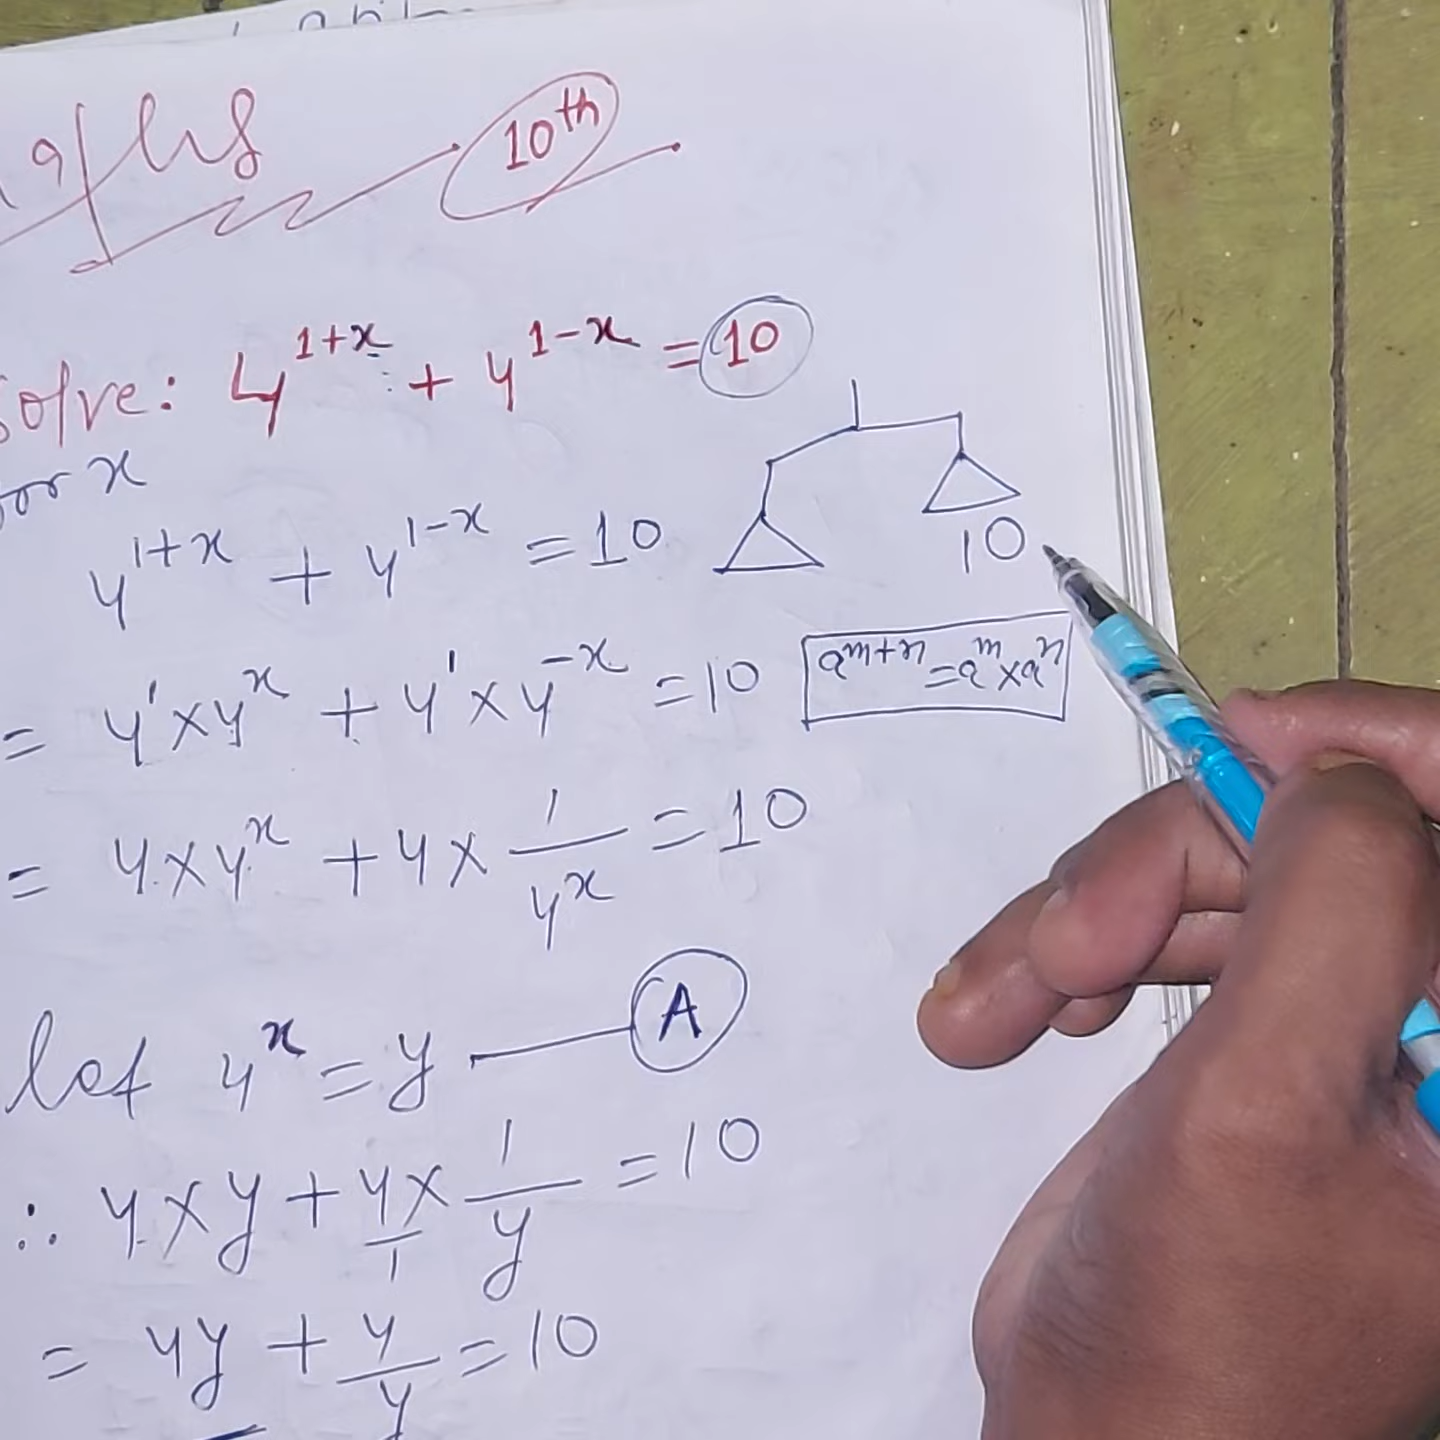 10th
Solve: 4^{1+x} + 4^{1-x} = 10
for x
4^{1+x} + 4^{1-x} = 10
10
= 4^1 × 4^x + 4^1 × 4^{-x} = 10
a^{m+n} = a^m × a^n
= 4 × 4^x + 4 × 1/4^x = 10
let 4^x = y — A
∴ 4 × y + 4/1 × 1/y = 10
= 4y + 4/y = 10